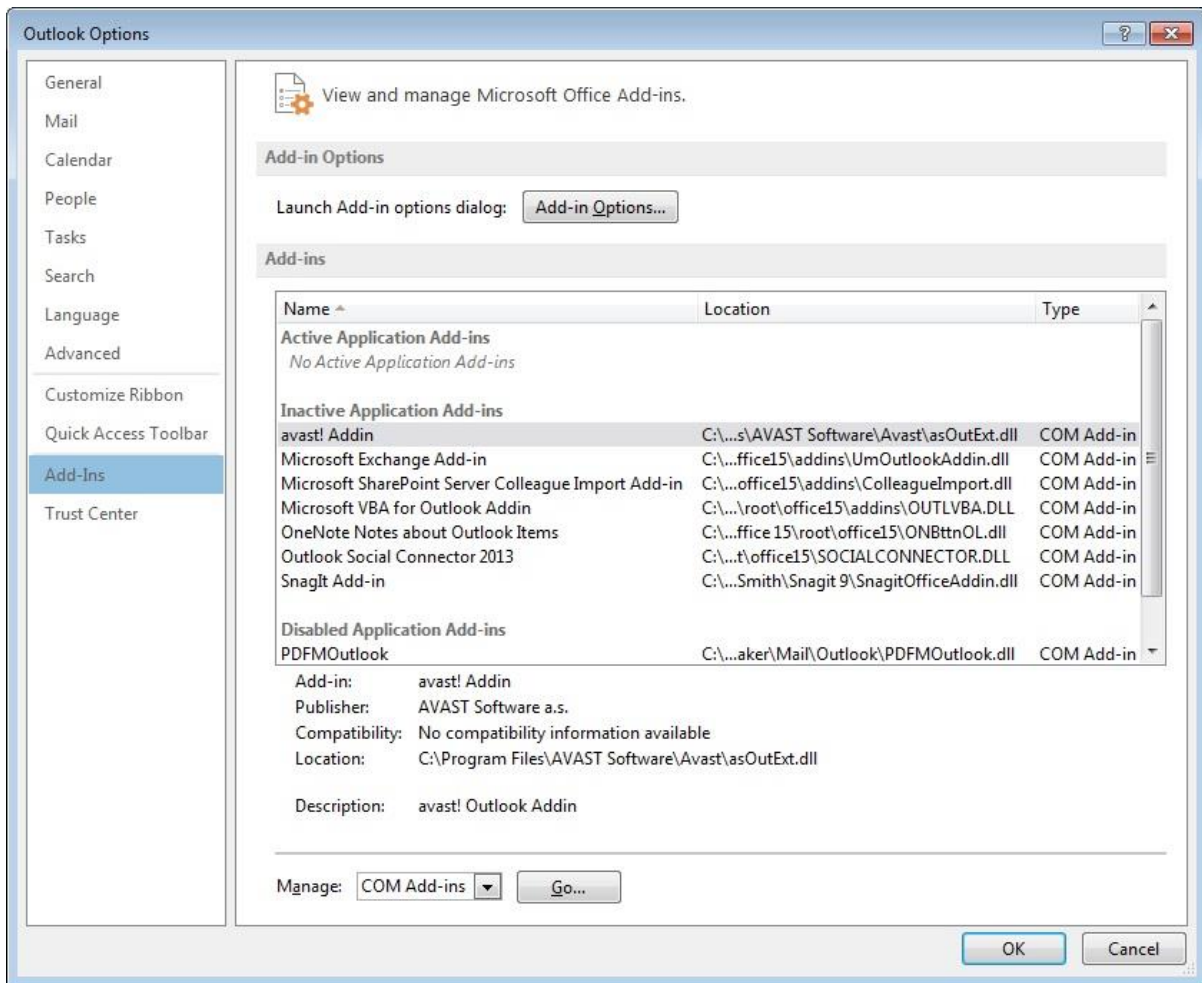 Outlook Options
General
Mail
Calendar
People
Tasks
Search
Language
Advanced
Customize Ribbon
Quick Access Toolbar
Add-Ins
Trust Center
View and manage Microsoft Office Add-ins.
Add-in Options
Launch Add-in options dialog: Add-in Options...
Add-ins
Name Location Type
Active Application Add-ins
No Active Application Add-ins
Inactive Application Add-ins
avast! Addin C:\...s\AVAST Software\Avast\asOutExt.dll COM Add-in
Microsoft Exchange Add-in C:\...ffice15\addins\UmOutlookAddin.dll COM Add-in
Microsoft SharePoint Server Colleague Import Add-in C:\...office15\addins\ColleagueImport.dll COM Add-in
Microsoft VBA for Outlook Addin C:\...\root\office15\addins\OUTLVBA.DLL COM Add-in
OneNote Notes about Outlook Items C:\...ffice 15\root\office15\ONBttnOL.dll COM Add-in
Outlook Social Connector 2013 C:\...t\office15\SOCIALCONNECTOR.DLL COM Add-in
SnagIt Add-in C:\...Smith\Snagit 9\SnagitOfficeAddin.dll COM Add-in
Disabled Application Add-ins
PDFMOutlook C:\...aker\Mail\Outlook\PDFMOutlook.dll COM Add-in
Add-in: avast! Addin
Publisher: AVAST Software a.s.
Compatibility: No compatibility information available
Location: C:\Program Files\AVAST Software\Avast\asOutExt.dll
Description: avast! Outlook Addin
Manage: COM Add-ins Go...
OK Cancel